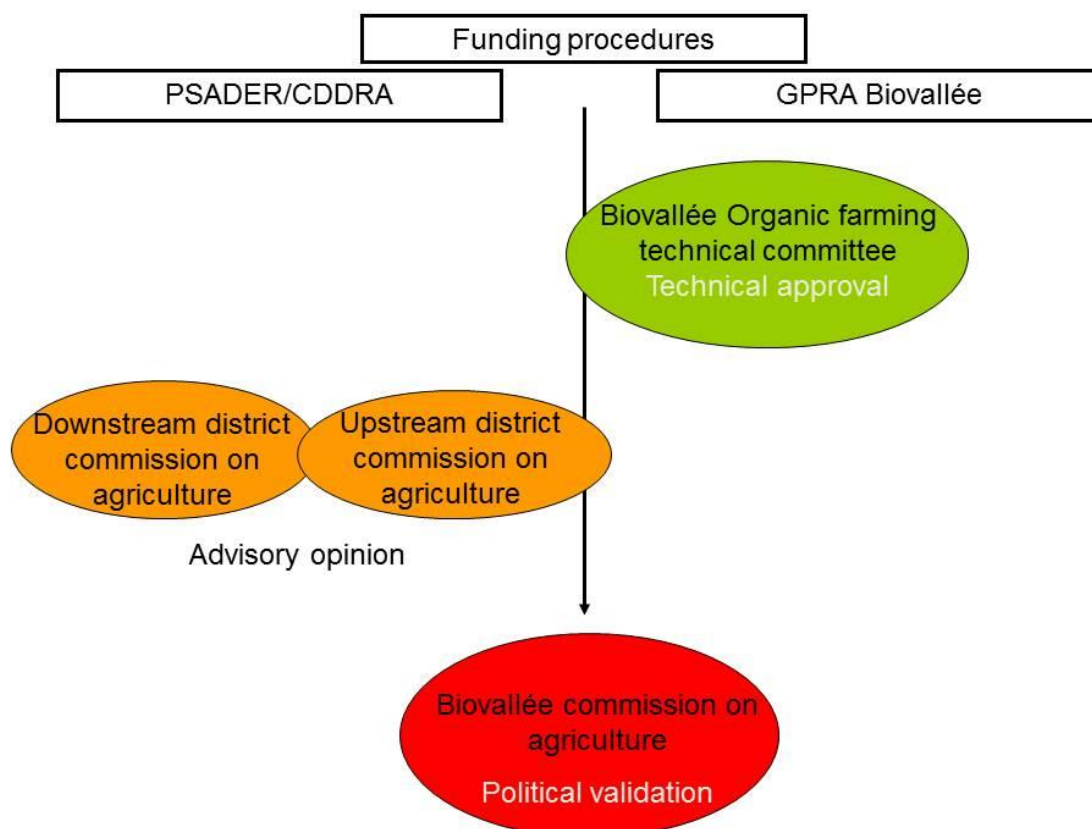 Funding procedures
PSADER/CDDRA
GPRA Biovallée
Biovallée Organic farming
technical committee
Technical approval
Downstream district
commission on
agriculture
Upstream district
commission on
agriculture
Advisory opinion
Biovallée commission on
agriculture
Political validation